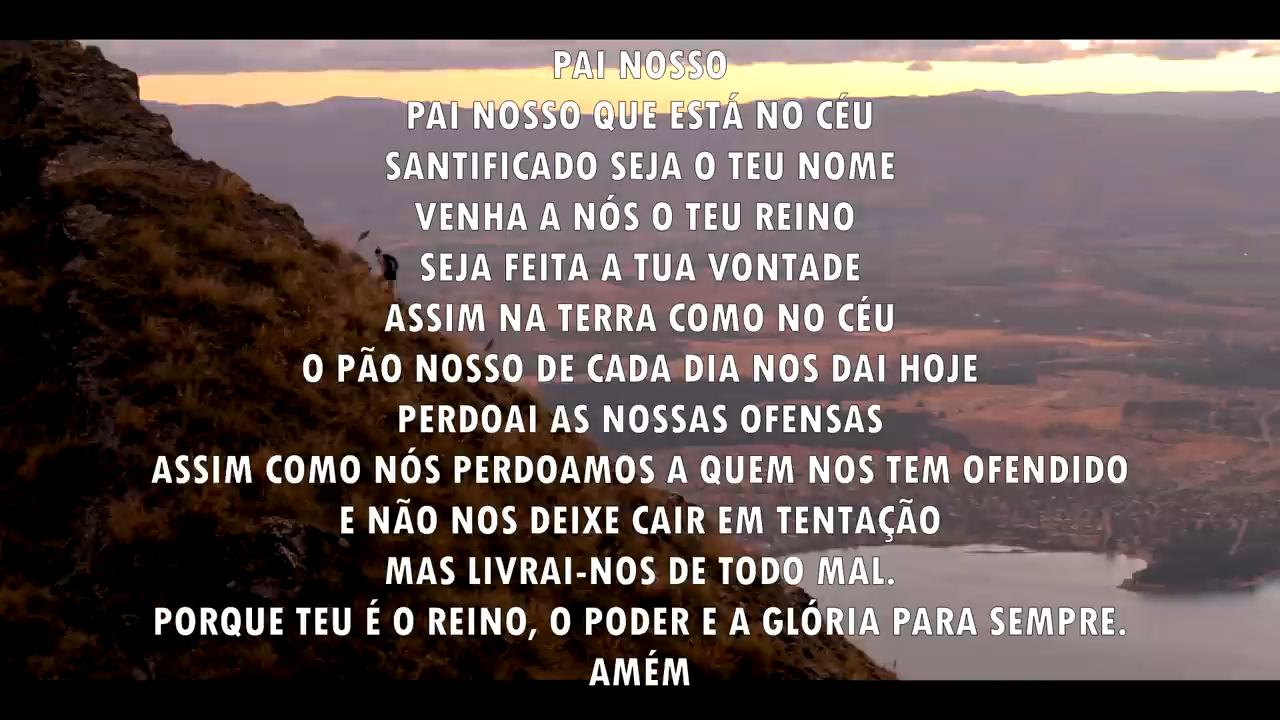 PAI NOSSO
PAI NOSSO QUE ESTÁ NO CÉU
SANTIFICADO SEJA O TEU NOME
VENHA A NÓS O TEU REINO
SEJA FEITA A TUA VONTADE
ASSIM NA TERRA COMO NO CÉU
O PÃO NOSSO DE CADA DIA NOS DAI HOJE
PERDOAI AS NOSSAS OFENSAS
ASSIM COMO NÓS PERDOAMOS A QUEM NOS TEM OFENDIDO
E NÃO NOS DEIXE CAIR EM TENTAÇÃO
MAS LIVRAI-NOS DE TODO MAL.
PORQUE TEU É O REINO, O PODER E A GLÓRIA PARA SEMPRE.
AMÉM